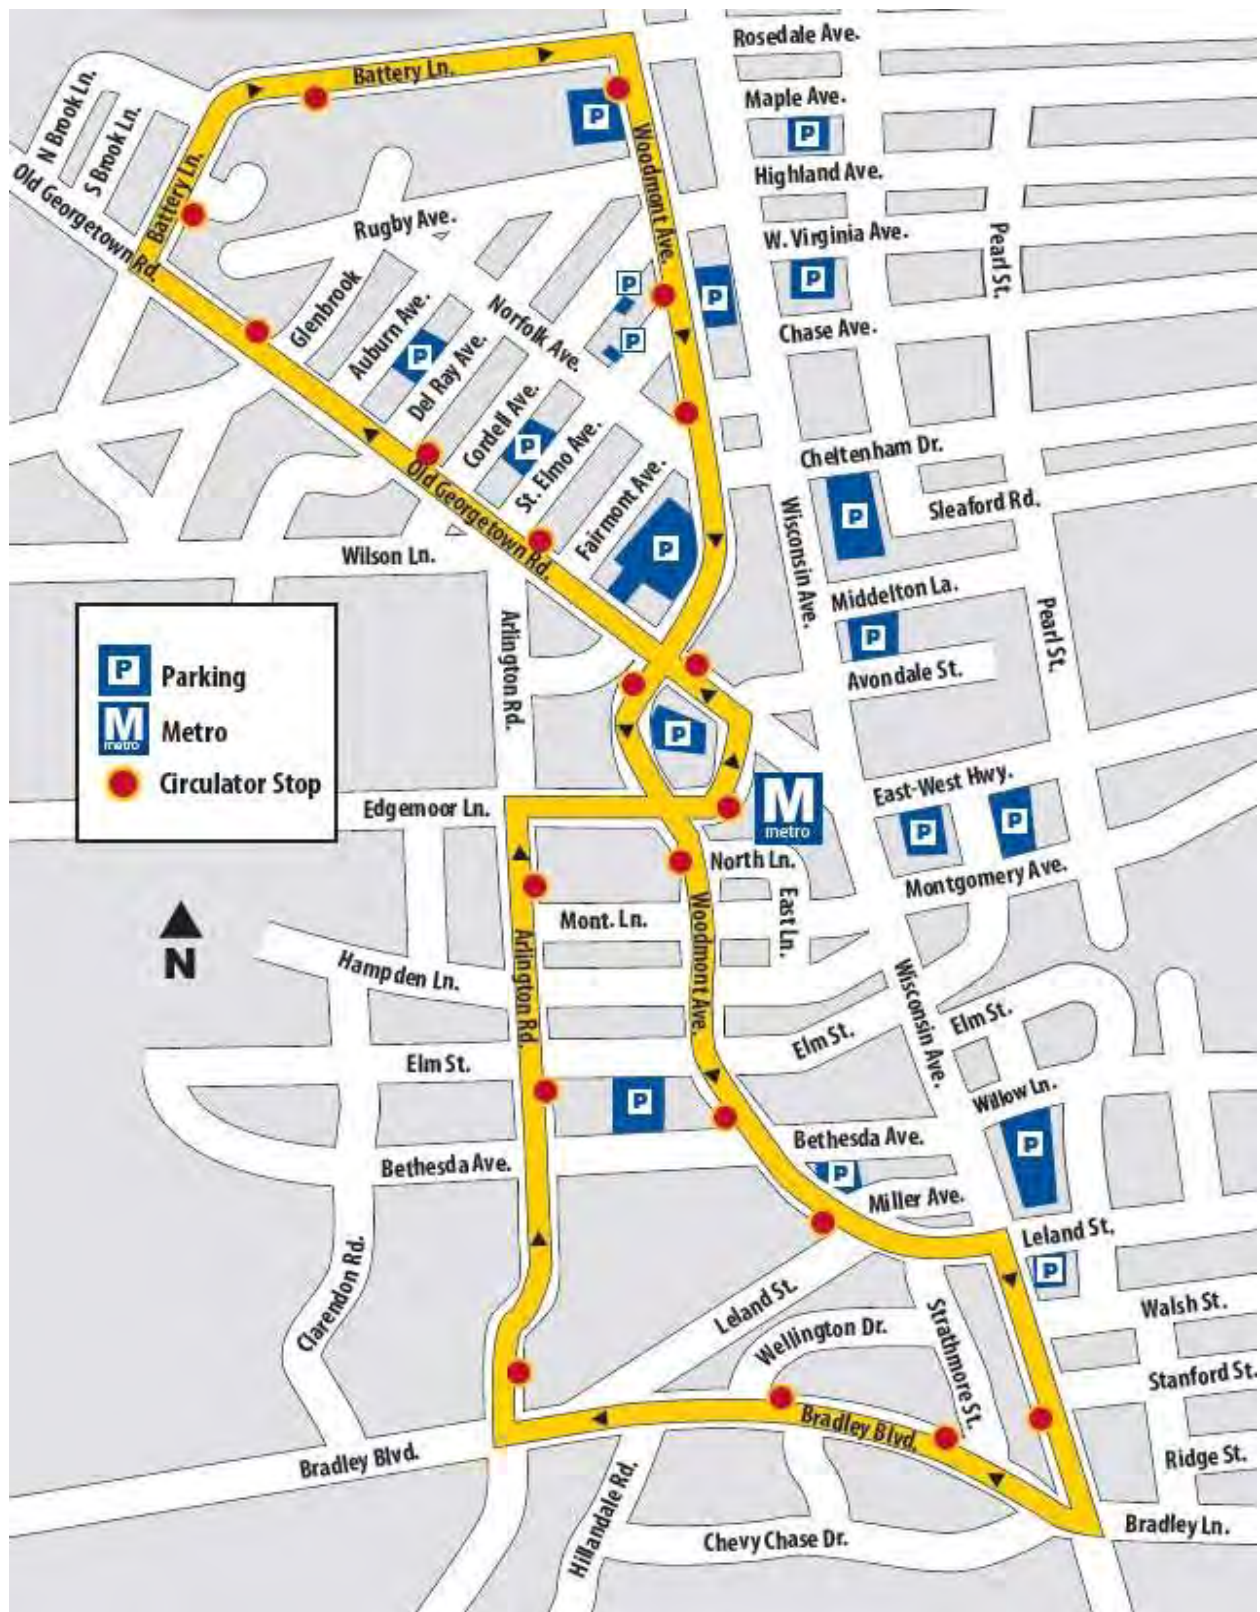 Rosedale Ave.
Battery Ln.
N Brook Ln.
S Brook Ln.
Maple Ave.
P
P
Woodmont Ave.
Highland Ave.
Old Georgetown Rd.
Battery Ln.
Rugby Ave.
W. Virginia Ave.
Pearl St.
P
P
P
Glenbrook
Auburn Ave.
Norfolk Ave.
Chase Ave.
P
P
Del Ray Ave.
Cordell Ave.
P
St. Elmo Ave.
Fairmont Ave.
Cheltenham Dr.
Sleaford Rd.
P
P
Old Georgetown Rd.
Wisconsin Ave.
Wilson Ln.
Middelton La.
P
Arlington Rd.
Pearl St.
Avondale St.
P
Parking
M
metro
Metro
Circulator Stop
P
M
metro
East-West Hwy.
P
P
Edgemoor Ln.
North Ln.
Montgomery Ave.
East Ln.
Mont. Ln.
Woodmont Ave.
N
Hampden Ln.
Arlington Rd.
Wisconsin Ave.
Elm St.
Elm St.
Elm St.
P
Willow Ln.
P
Bethesda Ave.
Bethesda Ave.
P
Miller Ave.
Leland St.
P
Clarendon Rd.
Leland St.
Walsh St.
Wellington Dr.
Strathmore St.
Stanford St.
Bradley Blvd.
Bradley Blvd.
Ridge St.
Hillandale Rd.
Chevy Chase Dr.
Bradley Ln.